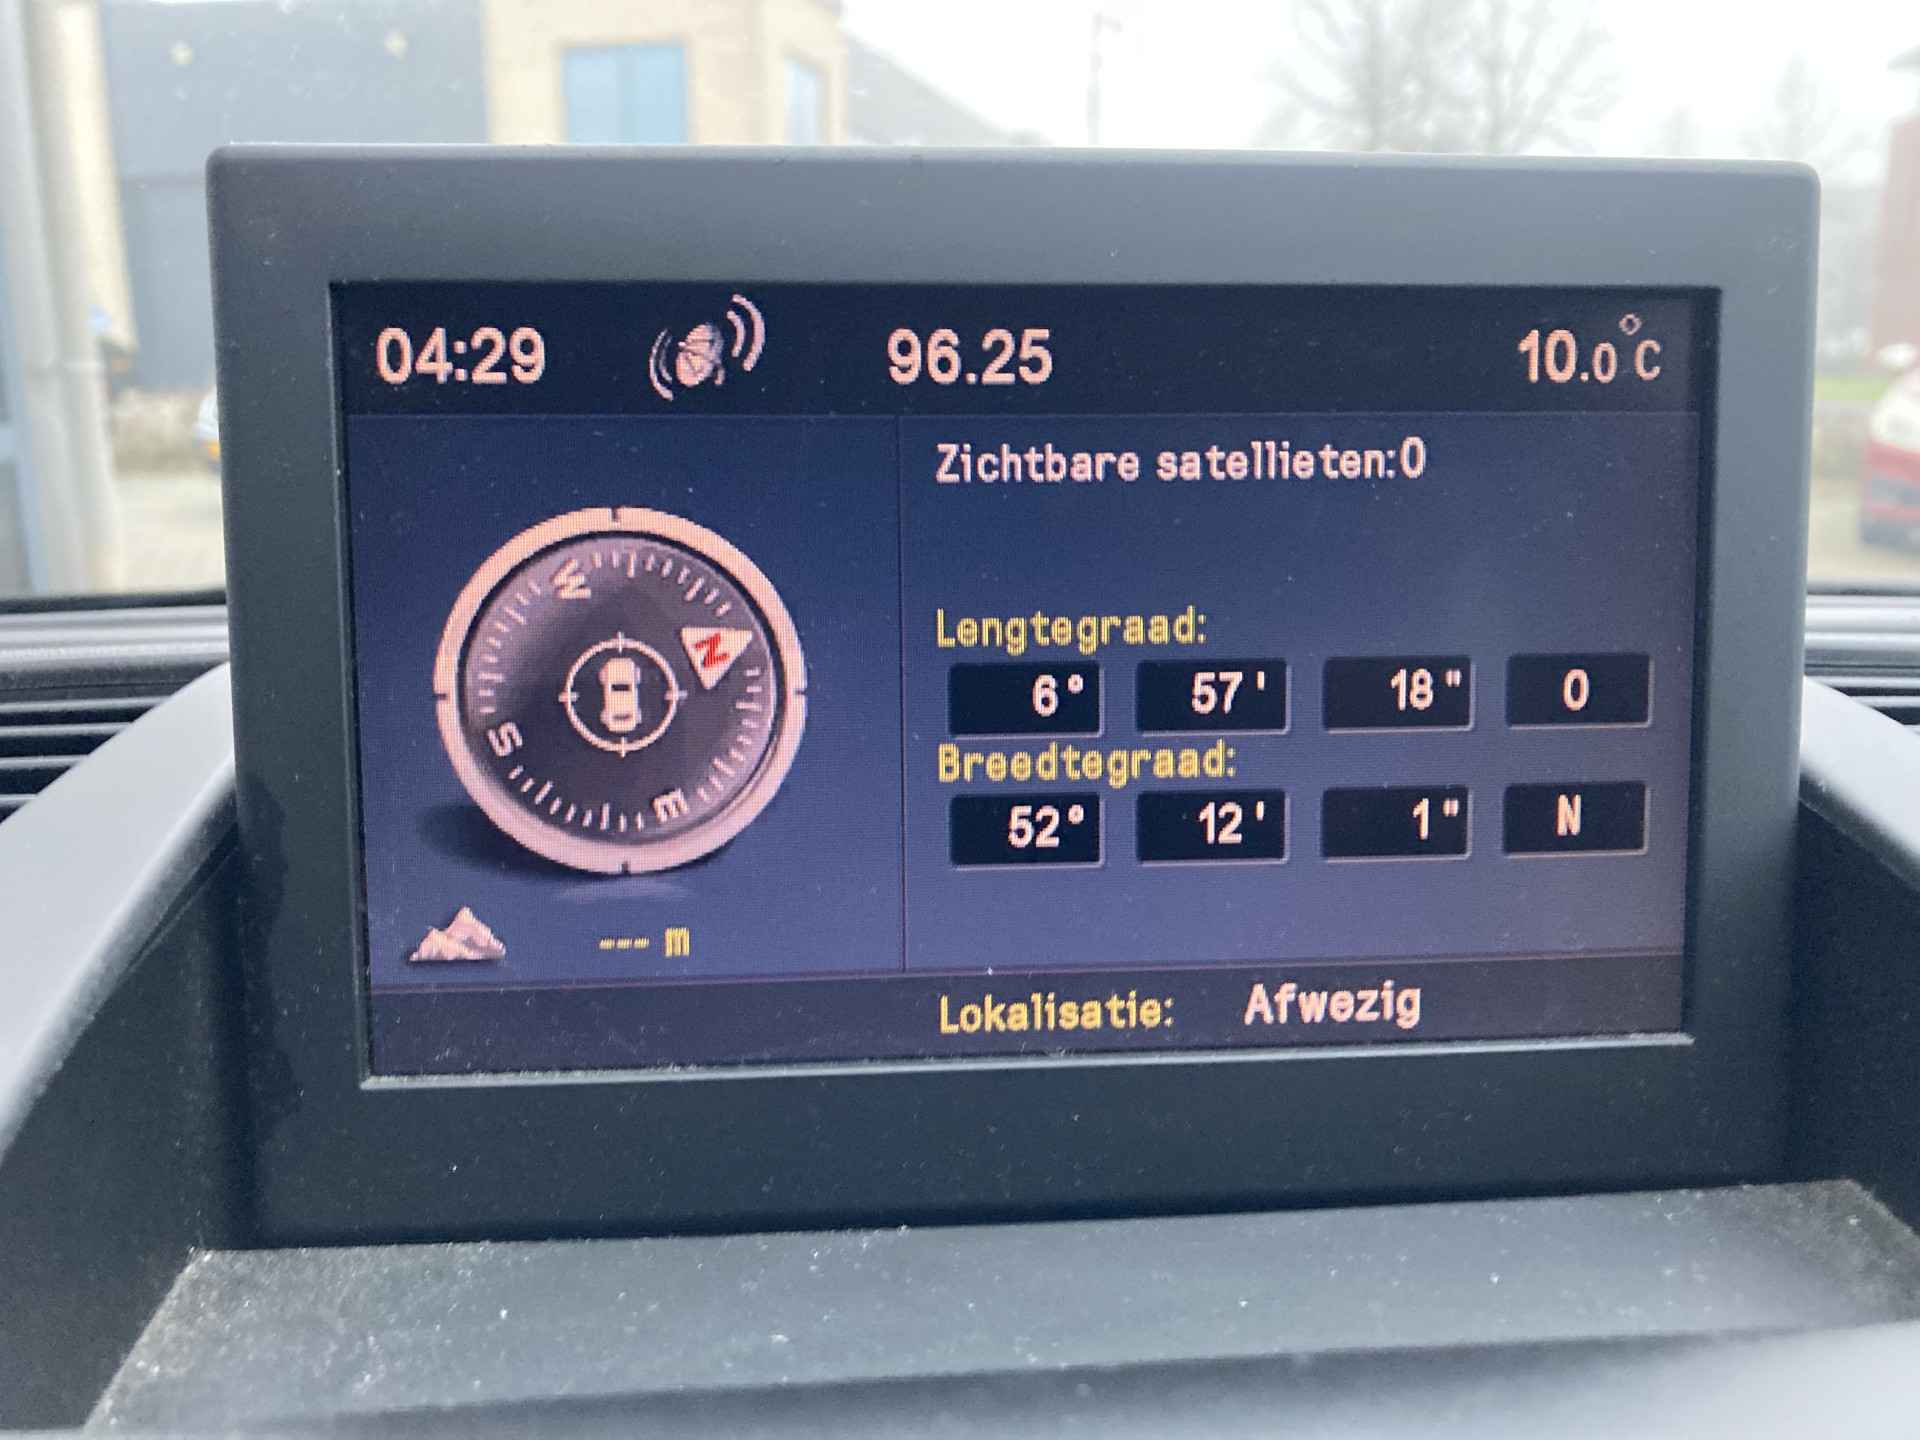 04:29 96.25 10.0°C
Zichtbare satellieten:0
W
N
S
E
Lengtegraad:
6° 57' 18" O
Breedtegraad:
52° 12' 1" N
--- m
Lokalisatie: Afwezig